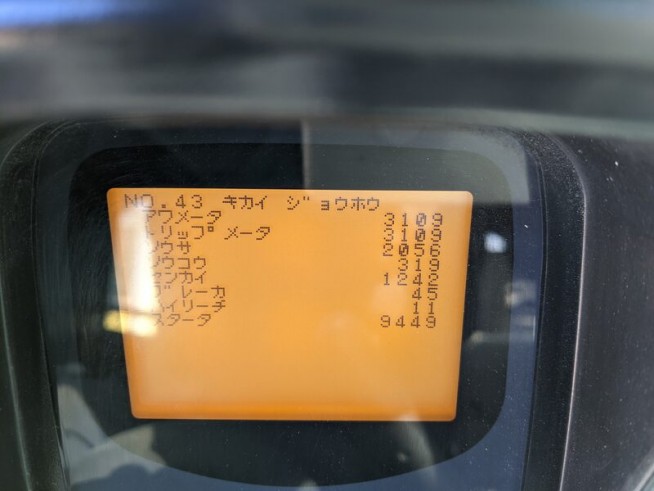 NO.43 キカイ ジョウホウ
アワメータ 3109
トリップメータ 3109
ソウサ 2056
ソウコウ 319
センカイ 1242
ブレーカ 45
ハイリーチ 11
スタータ 9449